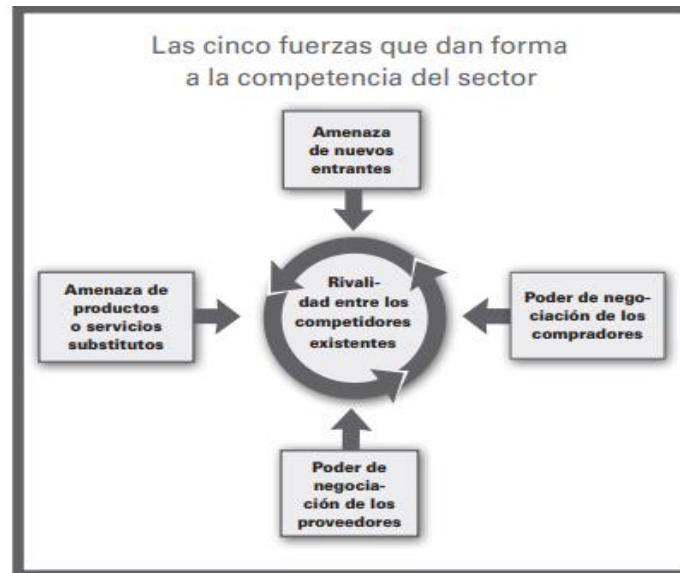 Las cinco fuerzas que dan forma
a la competencia del sector
Amenaza
de nuevos
entrantes
Amenaza de
productos
o servicios
substitutos
Rivali-
dad entre los
competidores
existentes
Poder de nego-
ciación de los
compradores
Poder de
negocia-
ción de los
proveedores